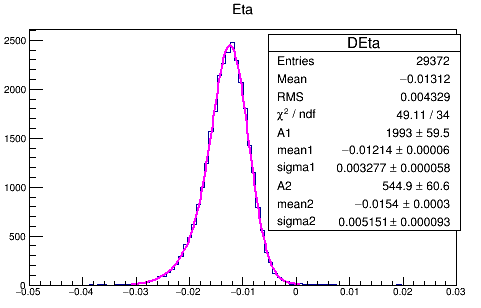 Eta
DEta
Entries 29372
Mean −0.01312
RMS 0.004329
χ² / ndf 49.11 / 34
A1 1993 ± 59.5
mean1 −0.01214 ± 0.00006
sigma1 0.003277 ± 0.000058
A2 544.9 ± 60.6
mean2 −0.0154 ± 0.0003
sigma2 0.005151 ± 0.000093
2500
2000
1500
1000
500
0
−0.05 −0.04 −0.03 −0.02 −0.01 0 0.01 0.02 0.03